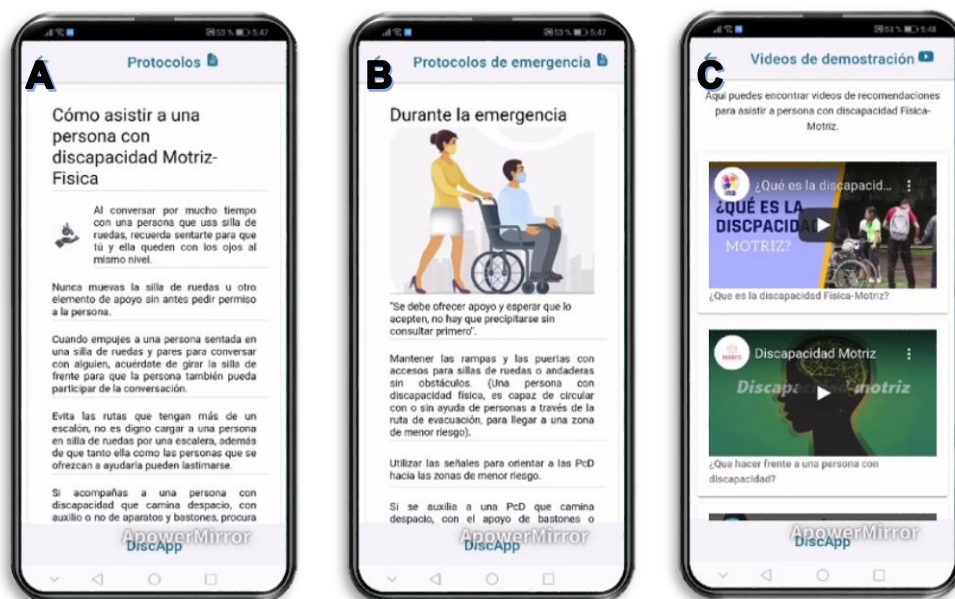 A
53 % 5:47
Protocolos
Cómo asistir a una
persona con
discapacidad Motriz-
Fisica
Al conversar por mucho tiempo
con una persona que usa silla de
ruedas, recuerda sentarte para que
tú y ella queden con los ojos al
mismo nivel.
Nunca muevas la silla de ruedas u otro
elemento de apoyo sin antes pedir permiso
a la persona.
Cuando empujes a una persona sentada en
una silla de ruedas y pares para conversar
con alguien, acuérdate de girar la silla de
frente para que la persona también pueda
participar de la conversación.
Evita las rutas que tengan más de un
escalón, no es digno cargar a una persona
en silla de ruedas por una escalera, además
de que tanto ella como las personas que se
ofrezcan a ayudarla pueden lastimarse.
Si acompañas a una persona con
discapacidad que camina despacio, con
auxilio o no de aparatos y bastones, procura
ApowerMirror
DiscApp
B
53 % 5:47
Protocolos de emergencia
Durante la emergencia
"Se debe ofrecer apoyo y esperar que lo
acepten, no hay que precipitarse sin
consultar primero".
Mantener las rampas y las puertas con
accesos para sillas de ruedas o andaderas
sin obstáculos. (Una persona con
discapacidad física, es capaz de circular
con o sin ayuda de personas a través de la
ruta de evacuación, para llegar a una zona
de menor riesgo).
Utilizar las señales para orientar a las PcD
hacia las zonas de menor riesgo.
Si se auxilia a una PcD que camina
despacio, con el apoyo de bastones o
ApowerMirror
DiscApp
C
53 % 5:48
Videos de demostración
Aquí puedes encontrar videos de recomendaciones
para asistir a persona con discapacidad Física-
Motriz.
¿Qué es la discapacid...
¿QUÉ ES LA
DISCPACIDAD
MOTRIZ?
¿Que es la discapacidad Fisica-Motriz?
Discapacidad Motriz
Discapacidad motriz
¿Que hacer frente a una persona con
discapacidad?
ApowerMirror
DiscApp